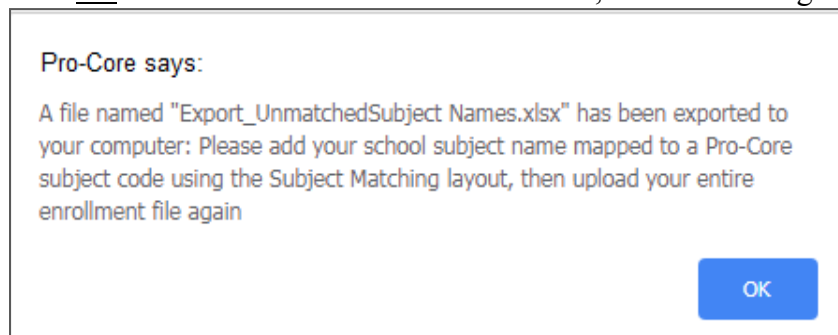 Pro-Core says:
A file named "Export_UnmatchedSubject Names.xlsx" has been exported to
your computer: Please add your school subject name mapped to a Pro-Core
subject code using the Subject Matching layout, then upload your entire
enrollment file again
OK